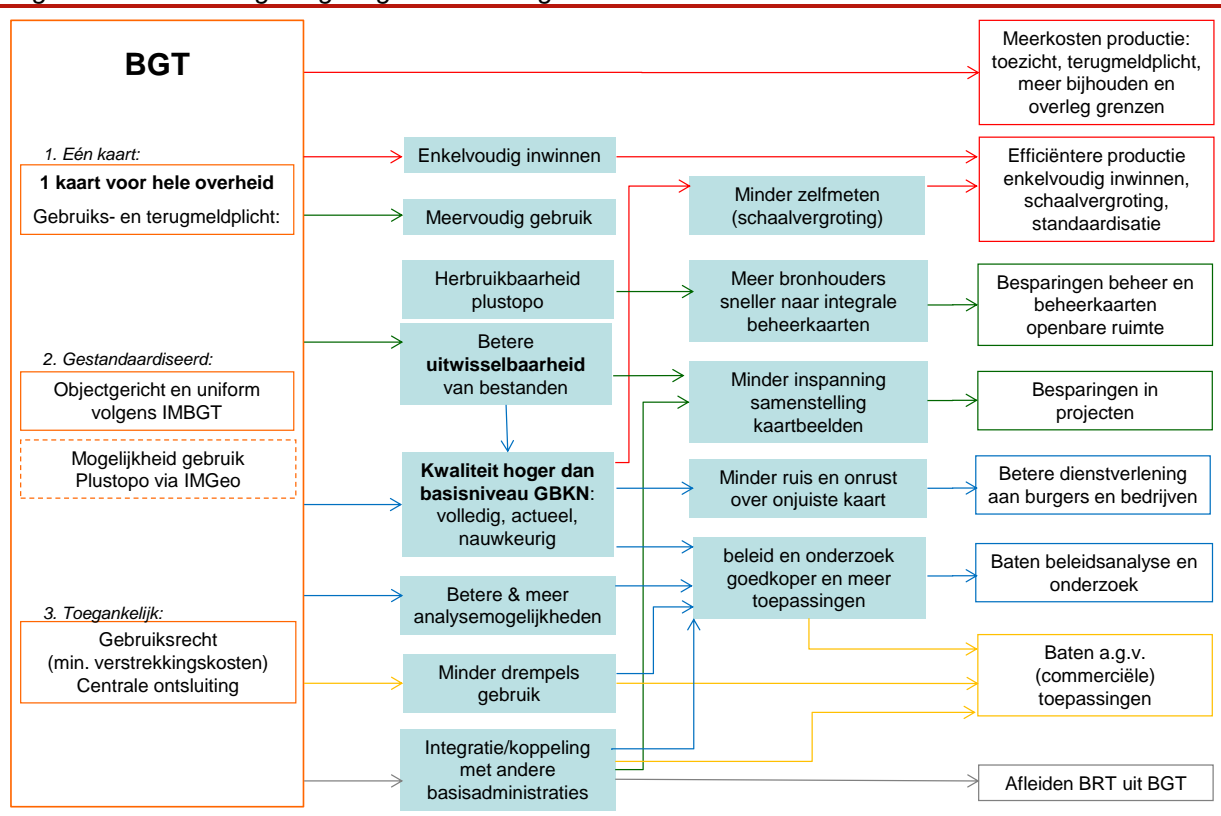 BGT
1. Eén kaart:
1 kaart voor hele overheid
Gebruiks- en terugmeldplicht:
2. Gestandaardiseerd:
Objectgericht en uniform
volgens IMBGT
Mogelijkheid gebruik
Plustopo via IMGeo
3. Toegankelijk:
Gebruiksrecht
(min. verstrekkingskosten)
Centrale ontsluiting
Enkelvoudig inwinnen
Meervoudig gebruik
Herbruikbaarheid
plustopo
Betere
uitwisselbaarheid
van bestanden
Kwaliteit hoger dan
basisniveau GBKN:
volledig, actueel,
nauwkeurig
Betere & meer
analysemogelijkheden
Minder drempels
gebruik
Integratie/koppeling
met andere
basisadministraties
Minder zelfmeten
(schaalvergroting)
Meer bronhouders
sneller naar integrale
beheerkaarten
Minder inspanning
samenstelling
kaartbeelden
Minder ruis en onrust
over onjuiste kaart
beleid en onderzoek
goedkoper en meer
toepassingen
Meerkosten productie:
toezicht, terugmeldplicht,
meer bijhouden en
overleg grenzen
Efficiëntere productie
enkelvoudig inwinnen,
schaalvergroting,
standaardisatie
Besparingen beheer en
beheerkaarten
openbare ruimte
Besparingen in
projecten
Betere dienstverlening
aan burgers en bedrijven
Baten beleidsanalyse en
onderzoek
Baten a.g.v.
(commerciële)
toepassingen
Afleiden BRT uit BGT